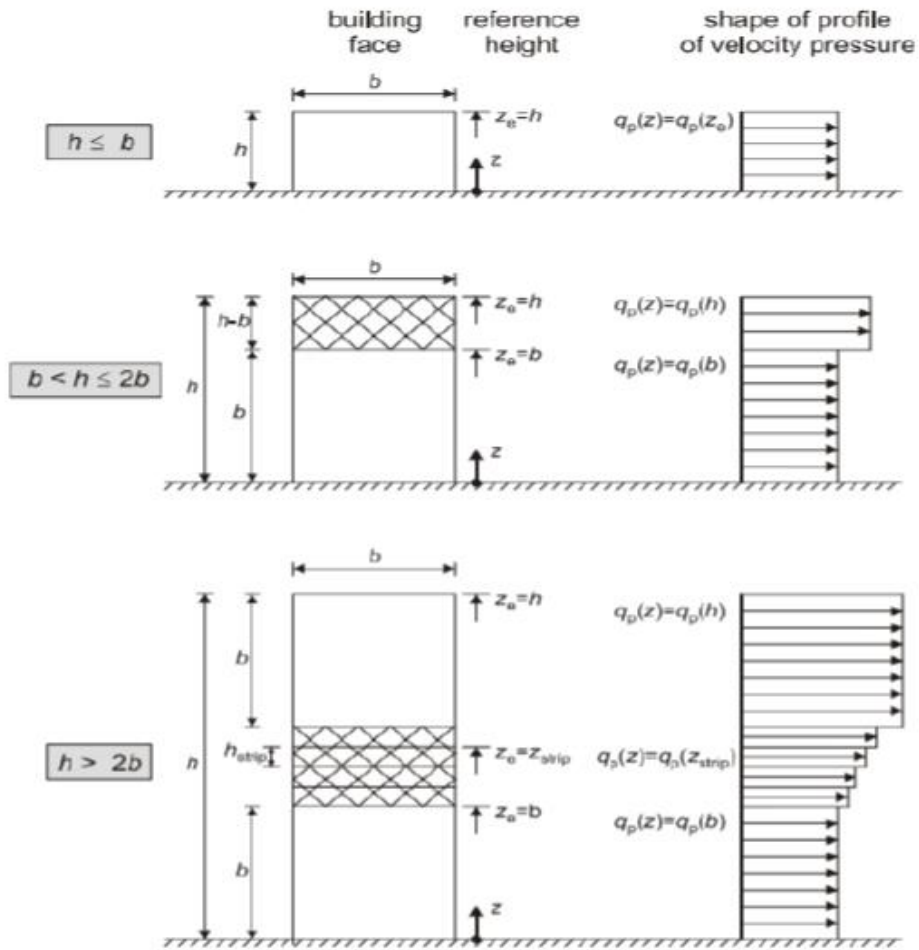 building face
reference height
shape of profile of velocity pressure
h ≤ b
b
h
z_e=h
z
q_p(z)=q_p(z_e)
b < h ≤ 2b
b
h
h-b
b
z_e=h
z_e=b
z
q_p(z)=q_p(h)
q_p(z)=q_p(b)
h > 2b
b
h
b
h_strip
b
z_e=h
z_e=z_strip
z_e=b
z
q_p(z)=q_p(h)
q_p(z)=q_p(z_strip)
q_p(z)=q_p(b)